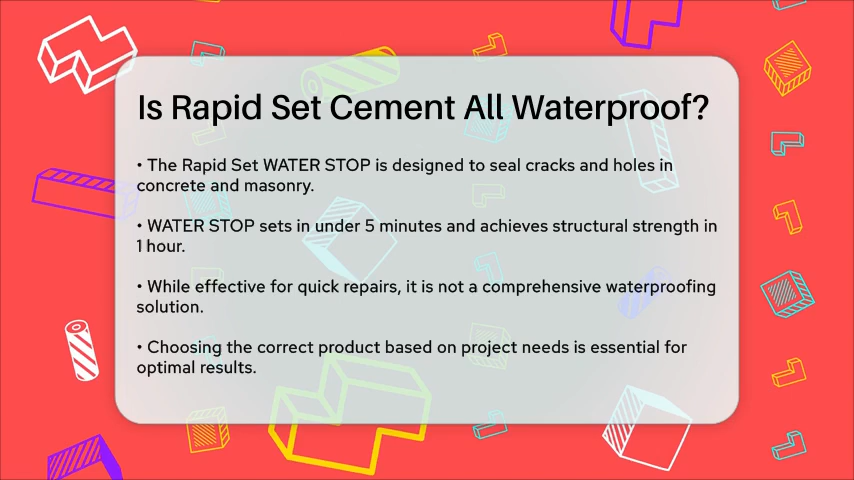 Is Rapid Set Cement All Waterproof?
• The Rapid Set WATER STOP is designed to seal cracks and holes in
concrete and masonry.
• WATER STOP sets in under 5 minutes and achieves structural strength in
1 hour.
• While effective for quick repairs, it is not a comprehensive waterproofing
solution.
• Choosing the correct product based on project needs is essential for
optimal results.